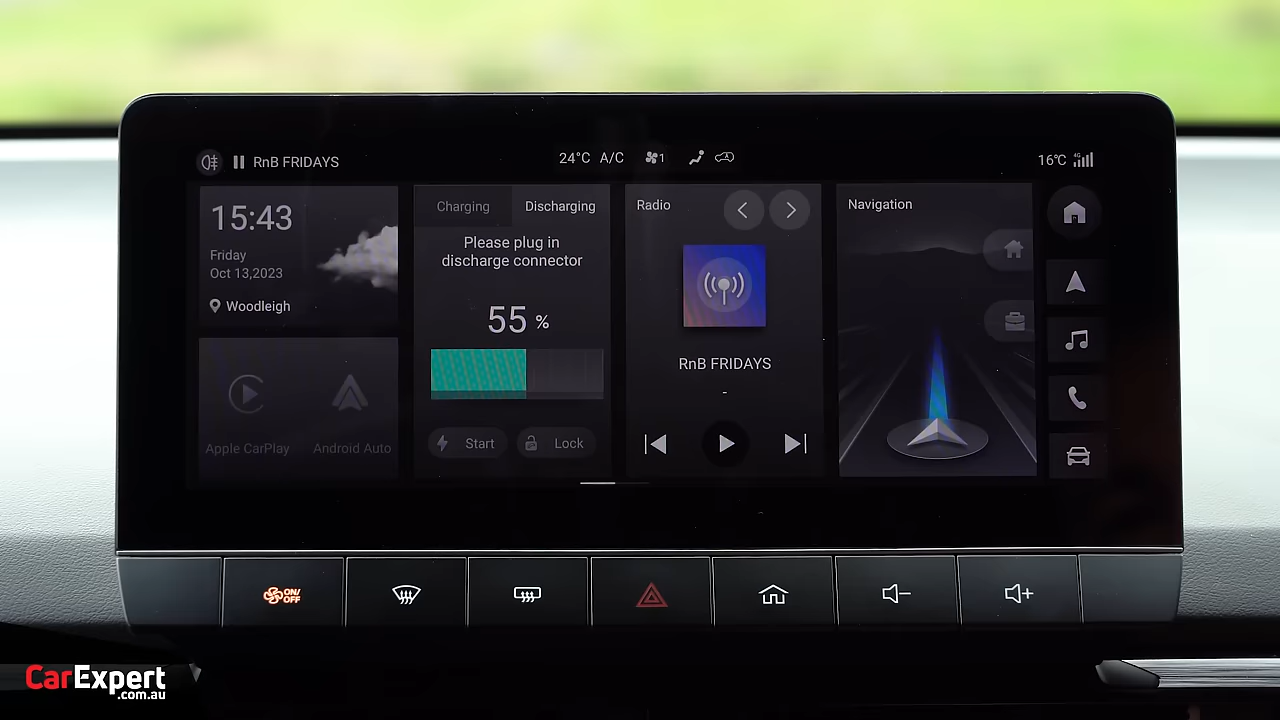 RnB FRIDAYS
24°C A/C 1
16°C 4G
15:43
Friday
Oct 13,2023
Woodleigh
Apple CarPlay
Android Auto
Charging
Discharging
Please plug in
discharge connector
55 %
Start
Lock
Radio
RnB FRIDAYS
-
Navigation
ON/
OFF
CarExpert
.com.au